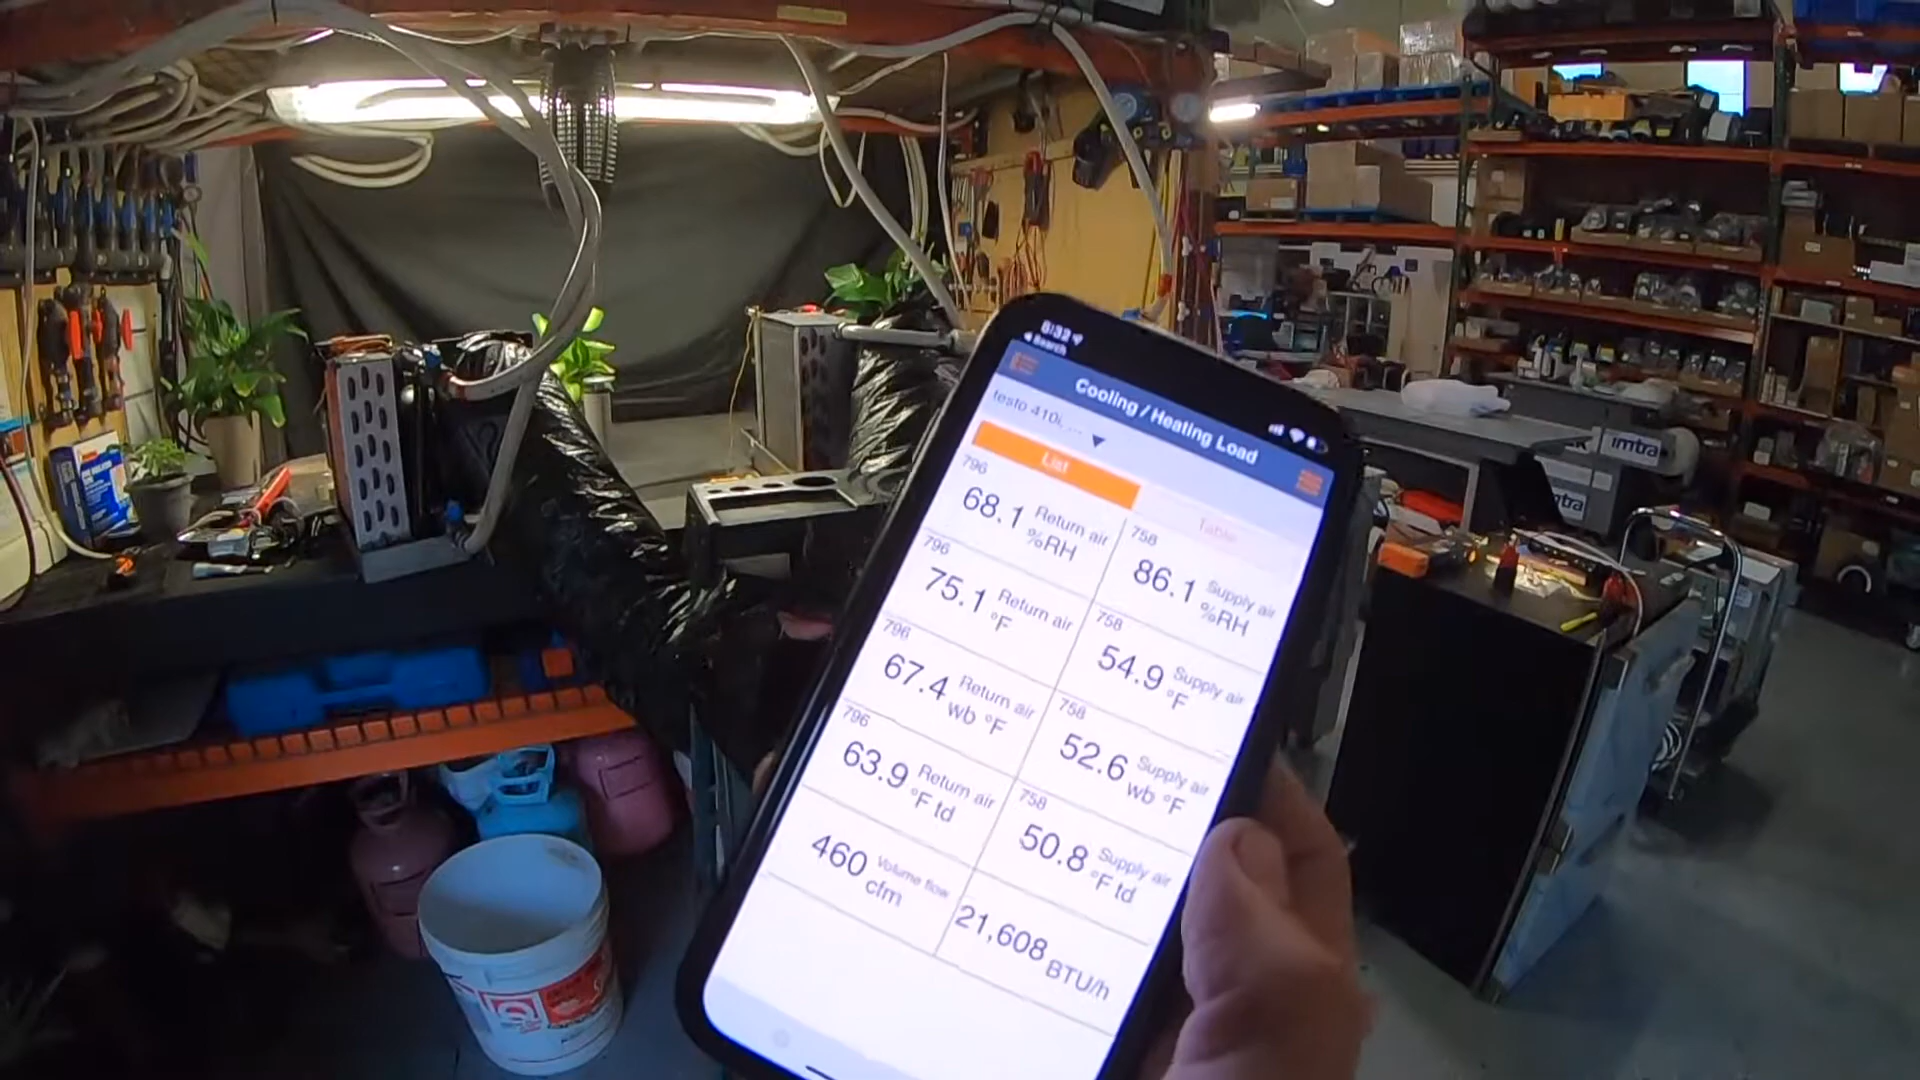 8:32
Search
Cooling / Heating Load
testo 410i, ...
List
Table
796
68.1 Return air %RH
758
86.1 Supply air %RH
796
75.1 Return air °F
758
54.9 Supply air °F
796
67.4 Return air wb °F
758
52.6 Supply air wb °F
796
63.9 Return air °F td
758
50.8 Supply air °F td
460 Volume flow cfm
21,608 BTU/h
imtra
imtra